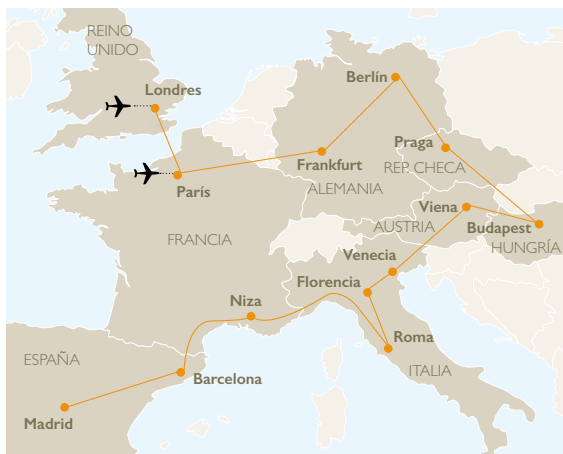 REINO
UNIDO
Londres
Berlín
Praga
REP. CHECA
Frankfurt
París
ALEMANIA
Viena
Budapest
AUSTRIA
HUNGRÍA
FRANCIA
Venecia
Florencia
Niza
Roma
ESPAÑA
Barcelona
ITALIA
Madrid